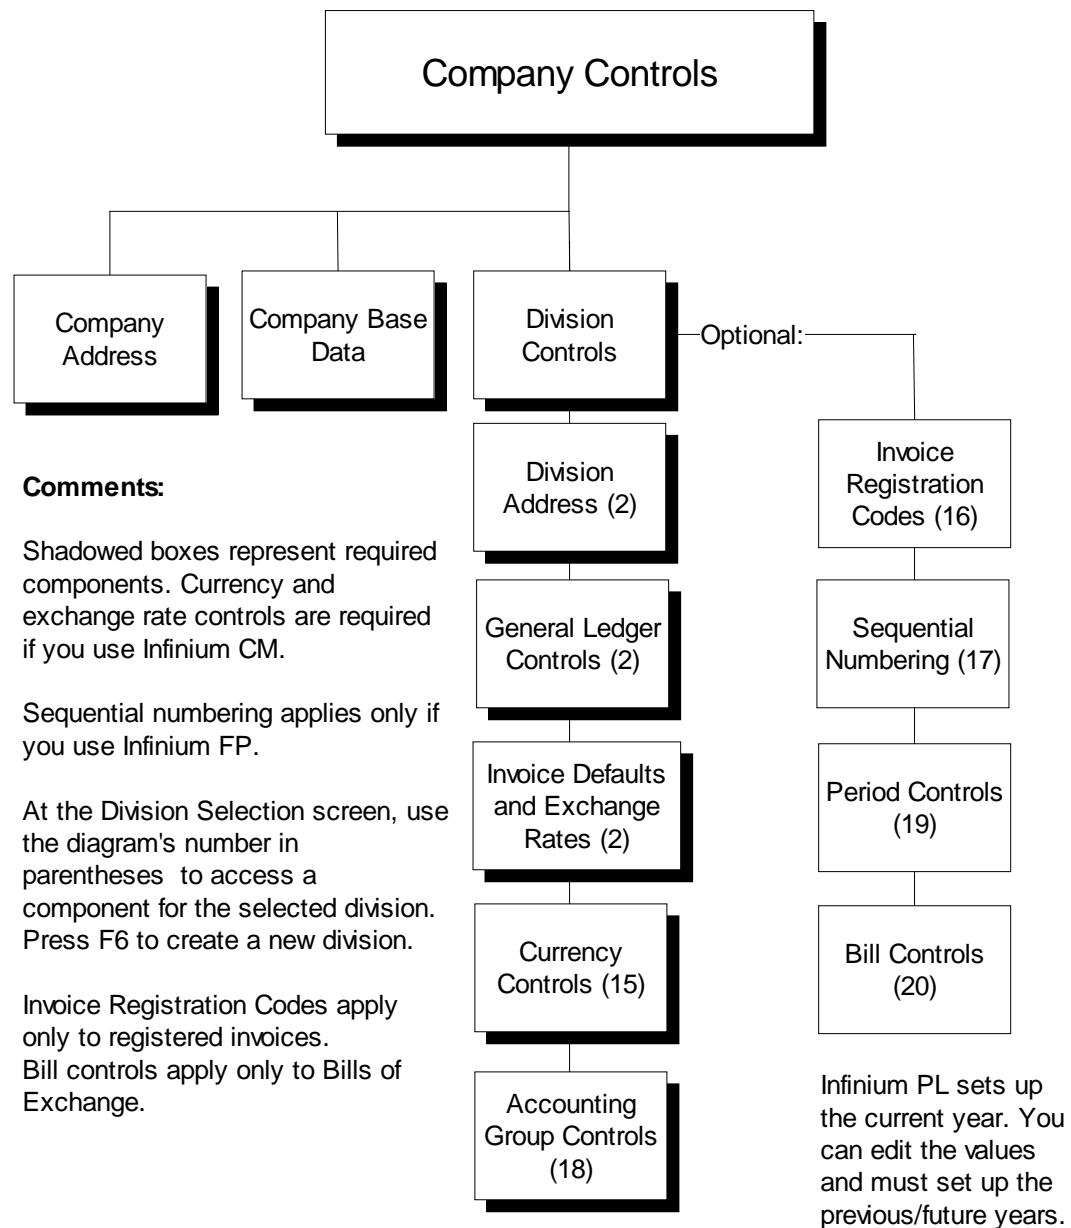 Company Controls
Company
Address
Company Base
Data
Division
Controls
Optional:
Division
Address (2)
General Ledger
Controls (2)
Invoice Defaults
and Exchange
Rates (2)
Currency
Controls (15)
Accounting
Group Controls
(18)
Invoice
Registration
Codes (16)
Sequential
Numbering (17)
Period Controls
(19)
Bill Controls
(20)
Comments:
Shadowed boxes represent required
components. Currency and
exchange rate controls are required
if you use Infinium CM.
Sequential numbering applies only if
you use Infinium FP.
At the Division Selection screen, use
the diagram's number in
parentheses  to access a
component for the selected division.
Press F6 to create a new division.
Invoice Registration Codes apply
only to registered invoices.
Bill controls apply only to Bills of
Exchange.
Infinium PL sets up
the current year. You
can edit the values
and must set up the
previous/future years.